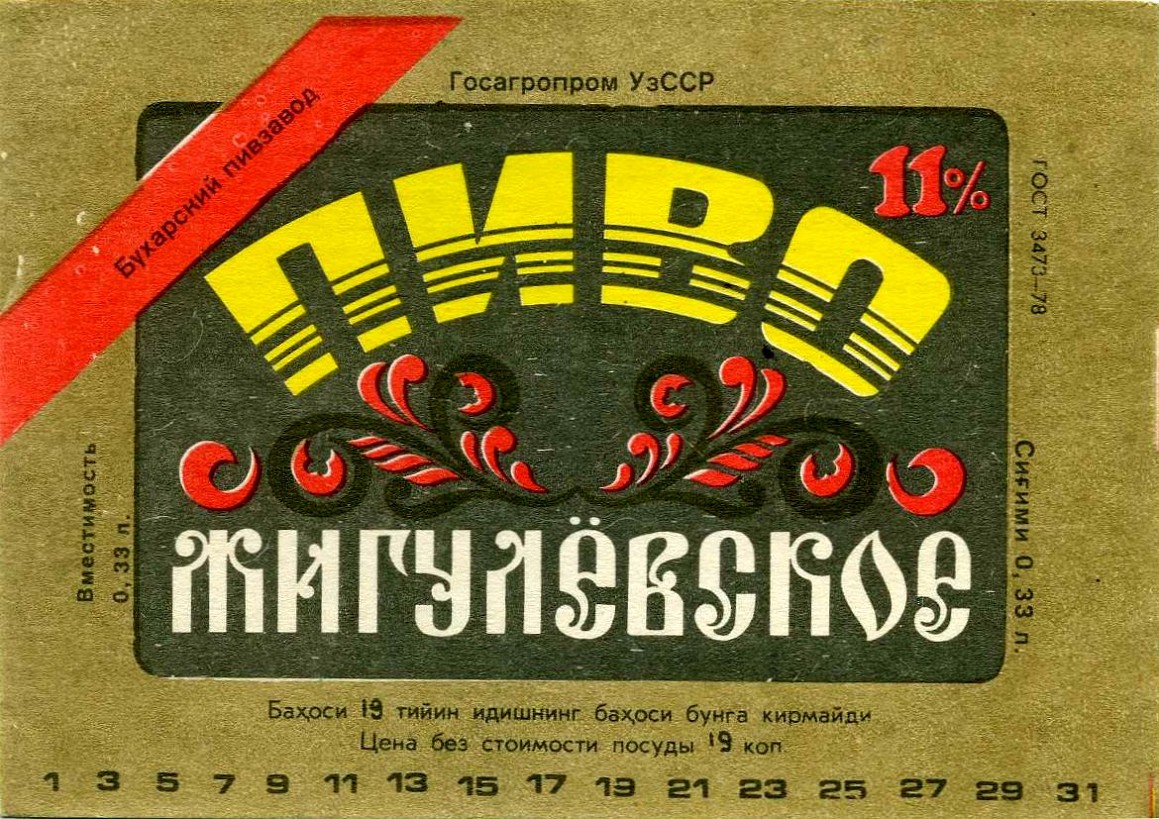 Госагропром УзССР
Бухарский пивзавод
ПИВО
11%
ГОСТ 3473—78
ЖИГУЛЁВСКОЕ
Вместимость
0,33 л.
Сиғими 0,33 л.
Баҳоси 19 тийин идишнинг баҳоси бунга кирмайди
Цена без стоимости посуды 19 коп.
1 3 5 7 9 11 13 15 17 19 21 23 25 27 29 31